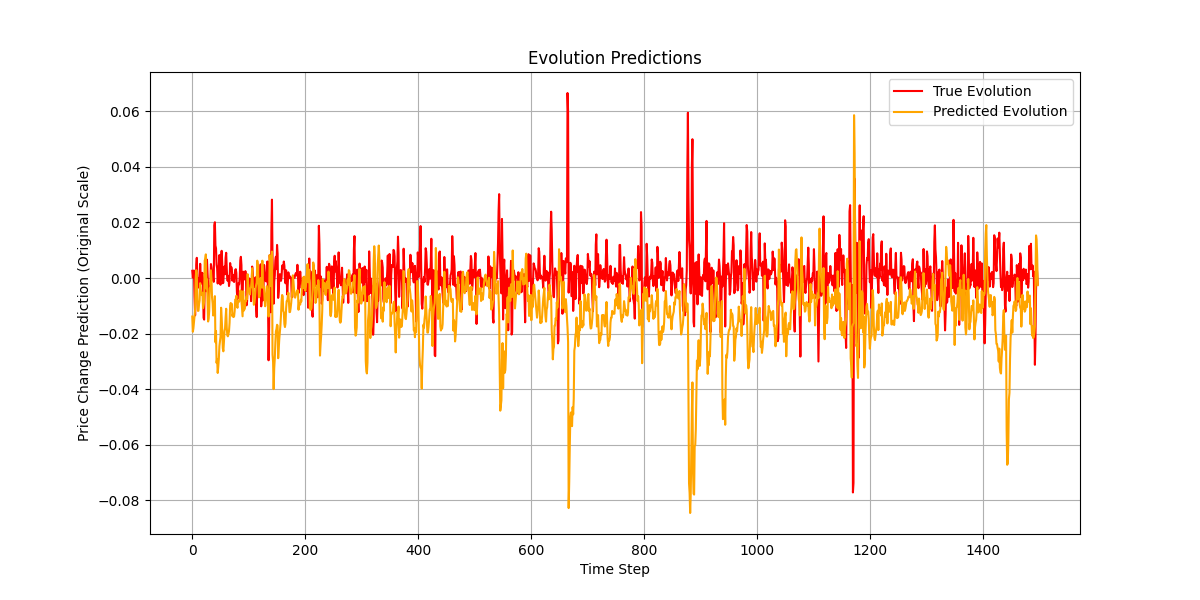 Evolution Predictions
True Evolution
Predicted Evolution
Price Change Prediction (Original Scale)
0.06
0.04
0.02
0.00
−0.02
−0.04
−0.06
−0.08
0 200 400 600 800 1000 1200 1400
Time Step